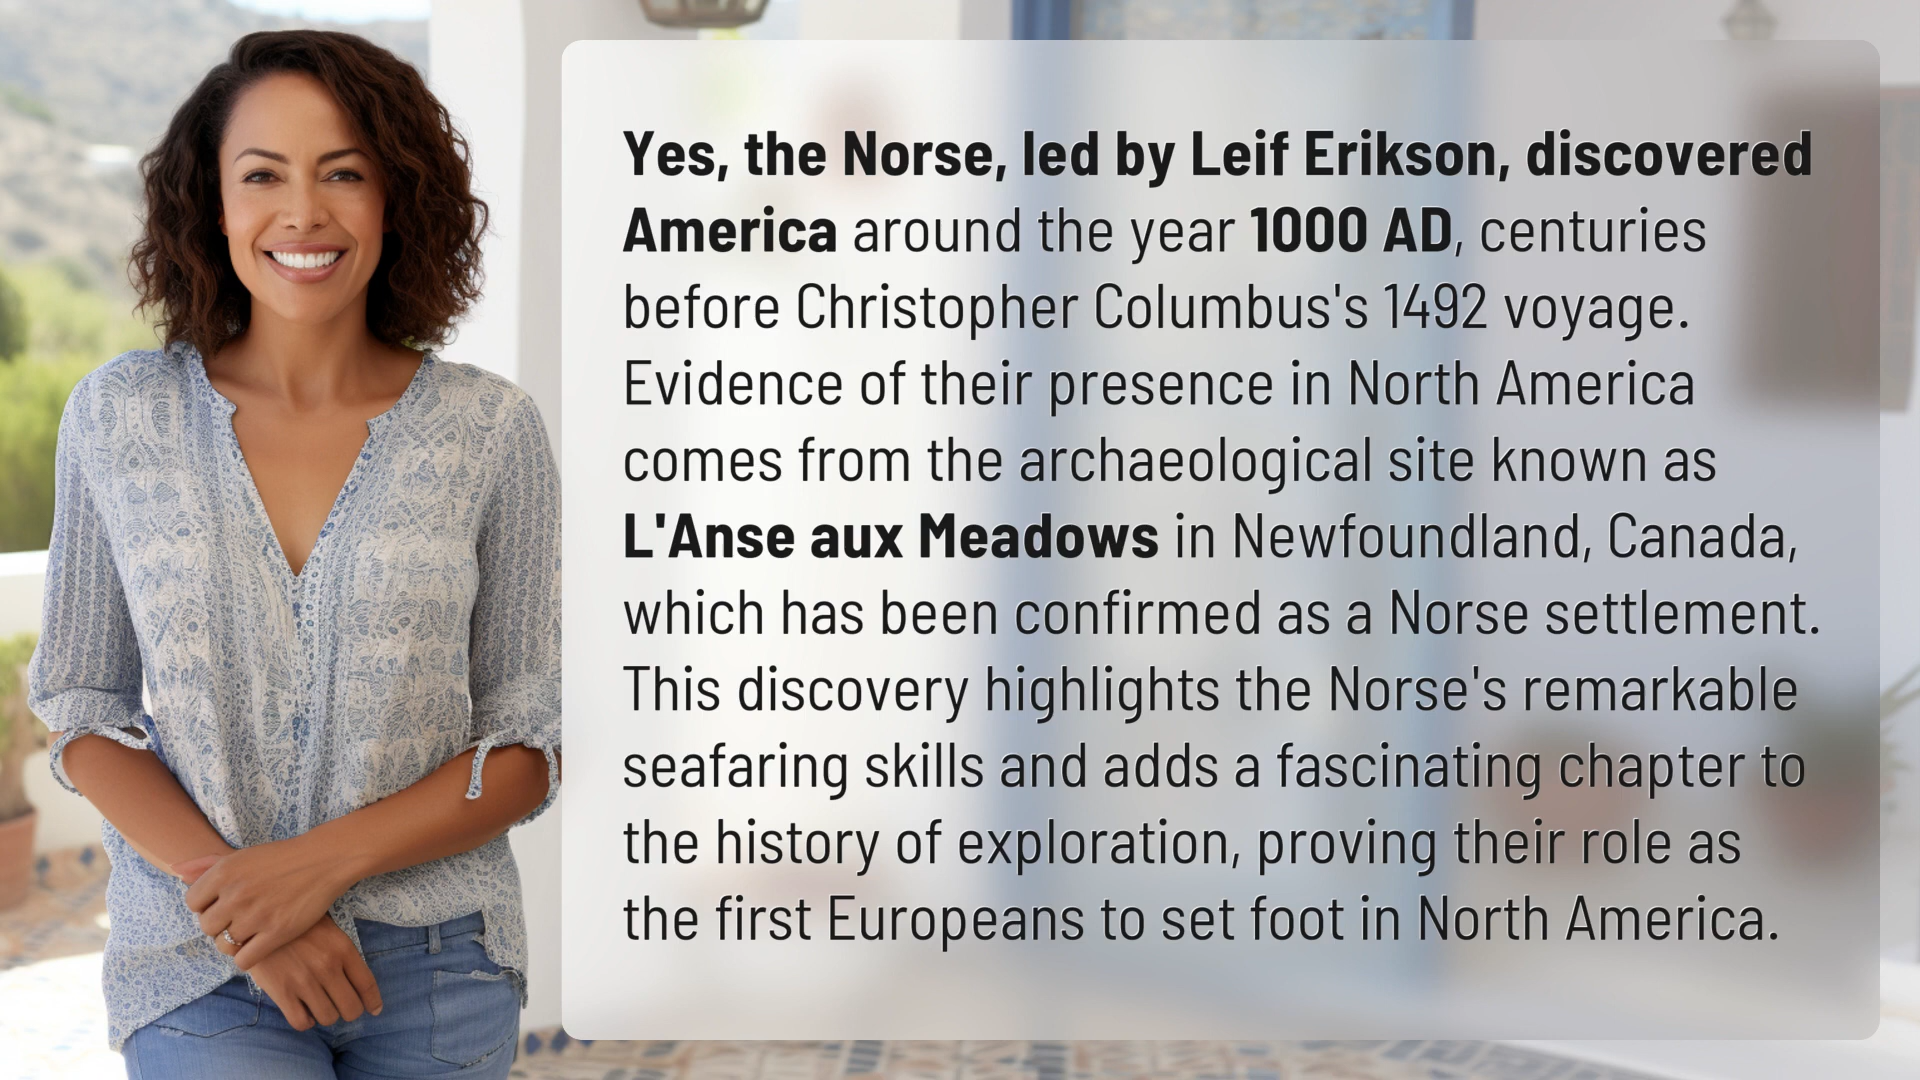 Yes, the Norse, led by Leif Erikson, discovered
America around the year 1000 AD, centuries
before Christopher Columbus's 1492 voyage.
Evidence of their presence in North America
comes from the archaeological site known as
L'Anse aux Meadows in Newfoundland, Canada,
which has been confirmed as a Norse settlement.
This discovery highlights the Norse's remarkable
seafaring skills and adds a fascinating chapter to
the history of exploration, proving their role as
the first Europeans to set foot in North America.